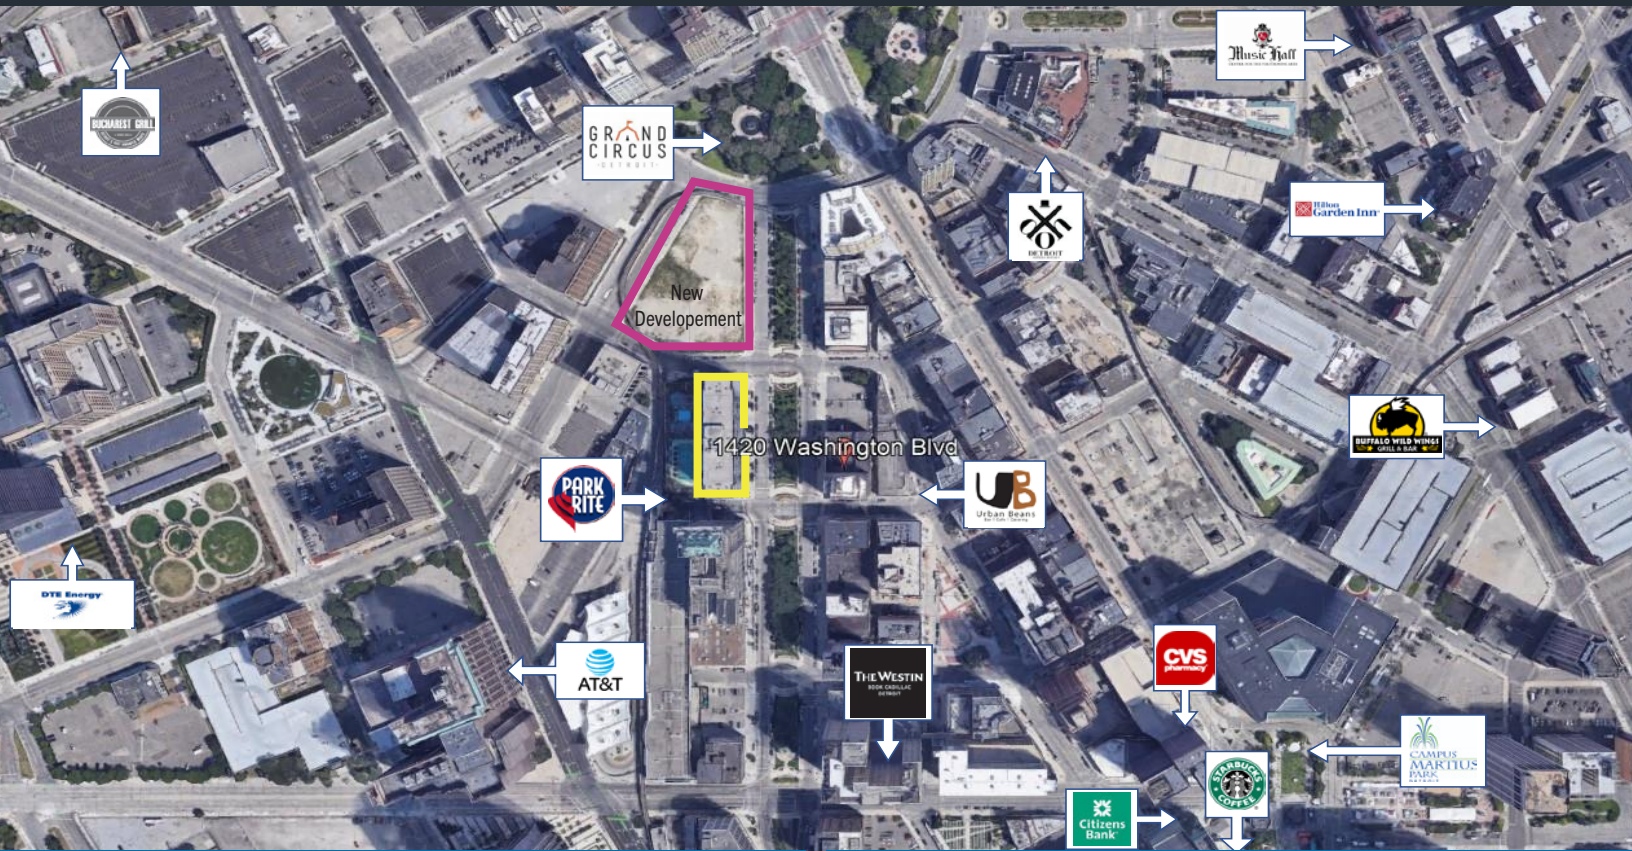 Music Hall
BUCHAREST GRILL
GRAND
CIRCUS
DETROIT
Hilton
Garden Inn
DETROIT
New
Developement
BUFFALO WILD WINGS
GRILL & BAR
1420 Washington Blvd
PARK
RITE
UB
Urban Beans
DTE Energy
AT&T
CVS
pharmacy
THE WESTIN
BOOK CADILLAC
DETROIT
CAMPUS
MARTIUS
PARK
STARBUCKS
COFFEE
Citizens
Bank